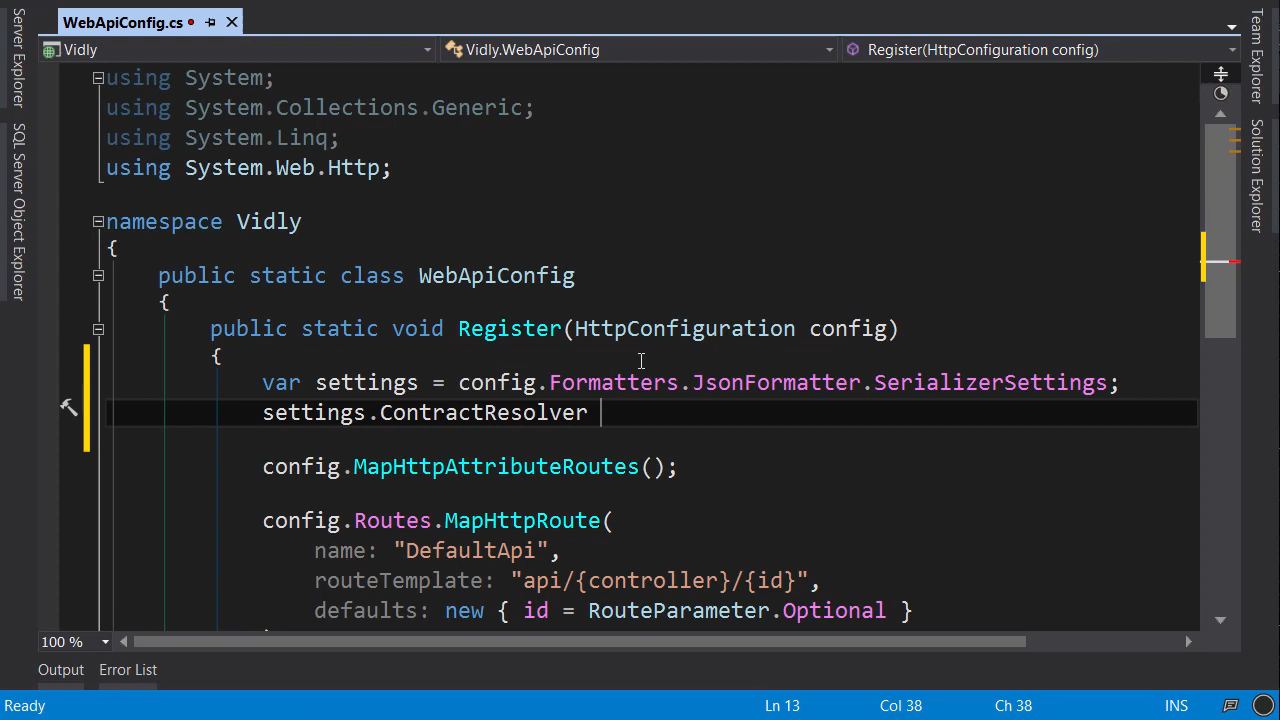 WebApiConfig.cs
Vidly
Vidly.WebApiConfig
Register(HttpConfiguration config)
Server Explorer
SQL Server Object Explorer
using System;
using System.Collections.Generic;
using System.Linq;
using System.Web.Http;
namespace Vidly
{
public static class WebApiConfig
{
public static void Register(HttpConfiguration config)
{
var settings = config.Formatters.JsonFormatter.SerializerSettings;
settings.ContractResolver
config.MapHttpAttributeRoutes();
config.Routes.MapHttpRoute(
name: "DefaultApi",
routeTemplate: "api/{controller}/{id}",
defaults: new { id = RouteParameter.Optional }
Team Explorer
Solution Explorer
100 %
Output
Error List
Ready
Ln 13
Col 38
Ch 38
INS